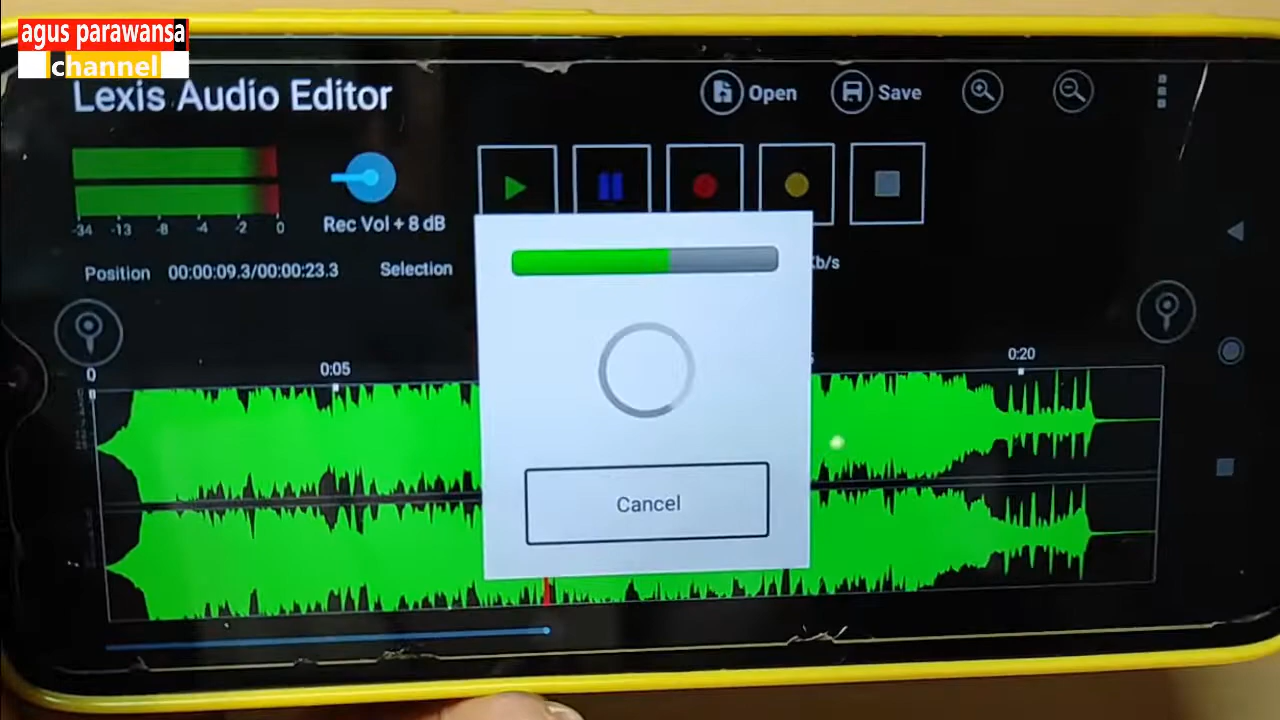 agus parawansa
channel
Lexis Audio Editor
Open
Save
-34 -13 -8 -4 -2 0
Rec Vol + 8 dB
Position 00:00:09.3/00:00:23.3 Selection
Kb/s
0 0:05 0:20
Cancel